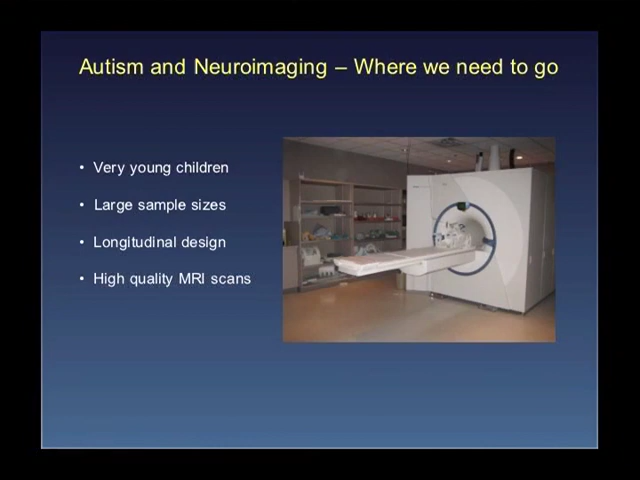 Autism and Neuroimaging – Where we need to go
• Very young children
• Large sample sizes
• Longitudinal design
• High quality MRI scans